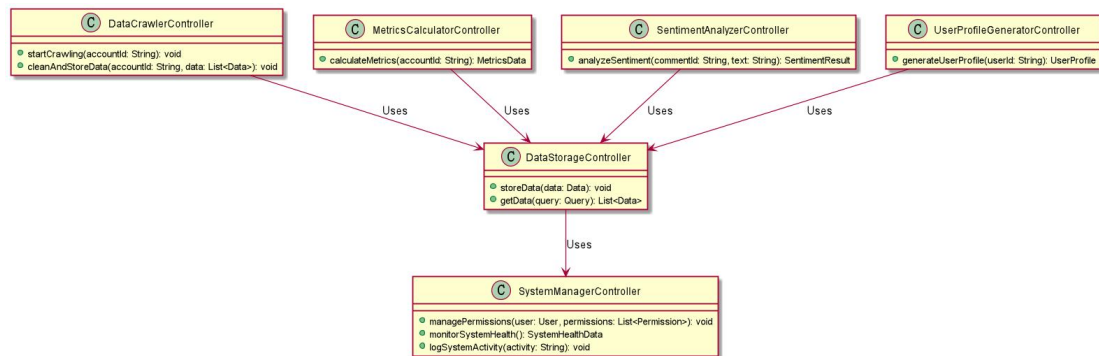 C DataCrawlerController
startCrawling(accountId: String): void
cleanAndStoreData(accountId: String, data: List<Data>): void
C MetricsCalculatorController
calculateMetrics(accountId: String): MetricsData
C SentimentAnalyzerController
analyzeSentiment(commentId: String, text: String): SentimentResult
C UserProfileGeneratorController
generateUserProfile(userId: String): UserProfile
Uses
Uses
Uses
Uses
C DataStorageController
storeData(data: Data): void
getData(query: Query): List<Data>
Uses
C SystemManagerController
managePermissions(user: User, permissions: List<Permission>): void
monitorSystemHealth(): SystemHealthData
logSystemActivity(activity: String): void